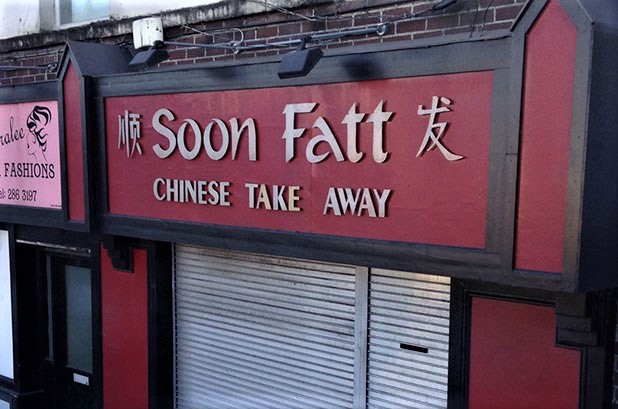 顺 Soon Fatt 发
CHINESE TAKE AWAY
FASHIONS
286 3197